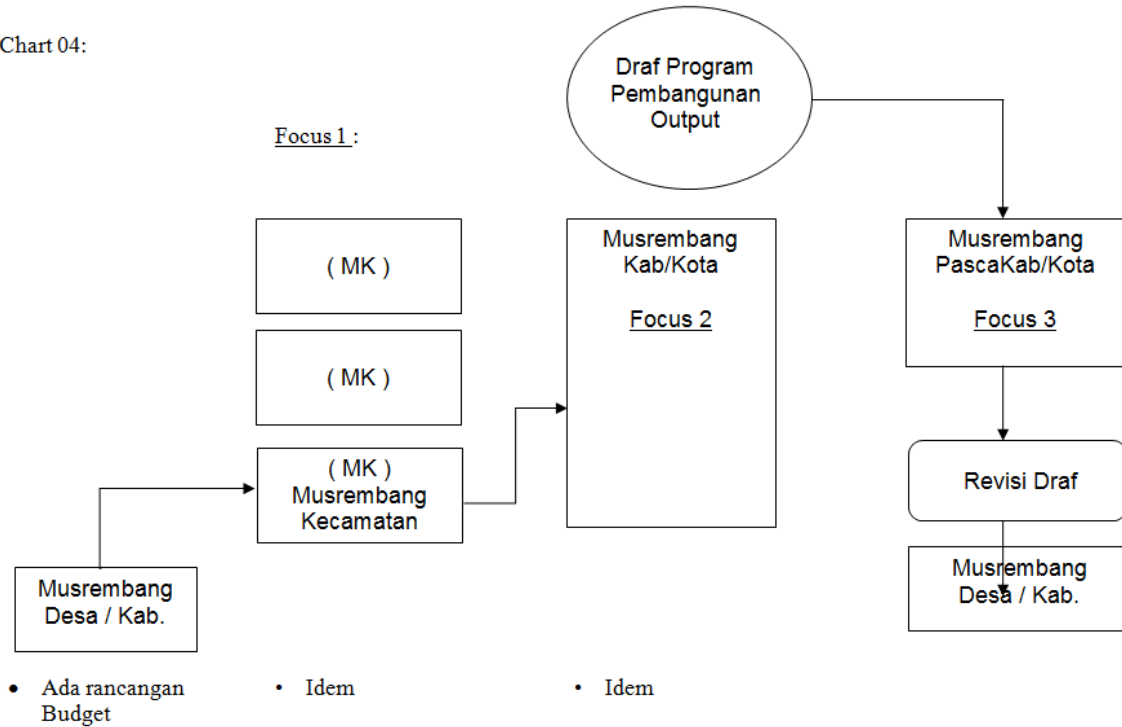 Chart 04:
Draf Program
Pembangunan
Output
Focus 1 :
( MK )
( MK )
( MK )
Musrembang
Kecamatan
Musrembang
Desa / Kab.
Musrembang
Kab/Kota
Focus 2
Musrembang
PascaKab/Kota
Focus 3
Revisi Draf
Musrembang
Desa / Kab.
• Ada rancangan
Budget
• Idem
• Idem